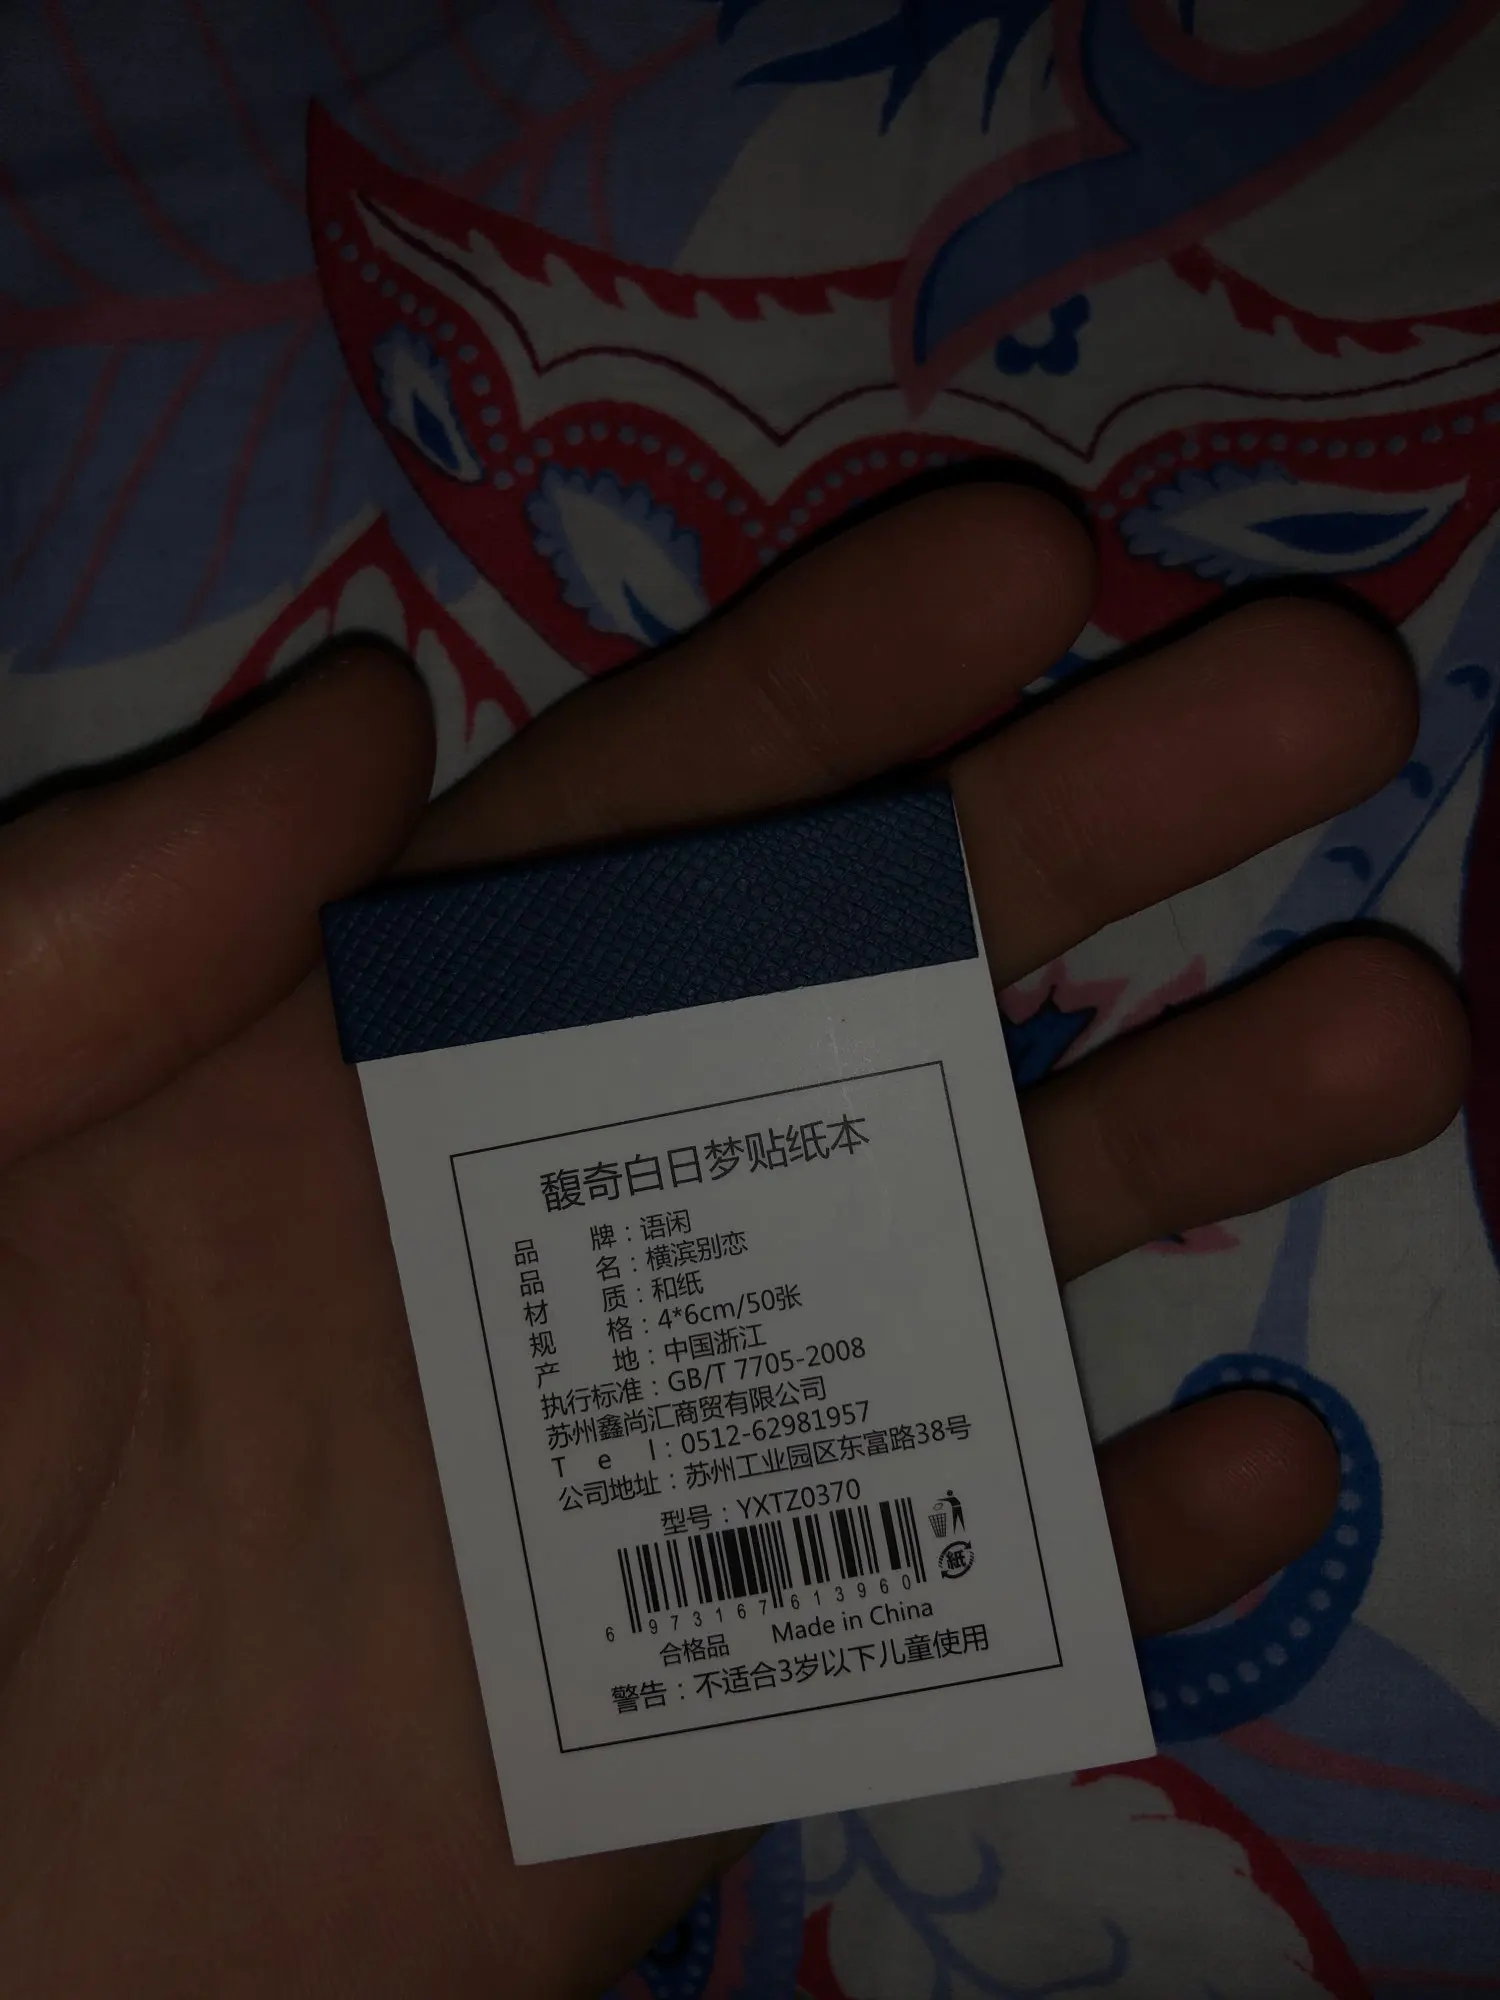 馥奇白日梦贴纸本
品 牌：语闲
品 名：横滨别恋
材 质：和纸
规 格：4*6cm/50张
产 地：中国浙江
执行标准：GB/T 7705-2008
苏州鑫尚汇商贸有限公司
T e l：0512-62981957
公司地址：苏州工业园区东富路38号
型号：YXTZ0370
6 973167 613960
紙
合格品 Made in China
警告：不适合3岁以下儿童使用